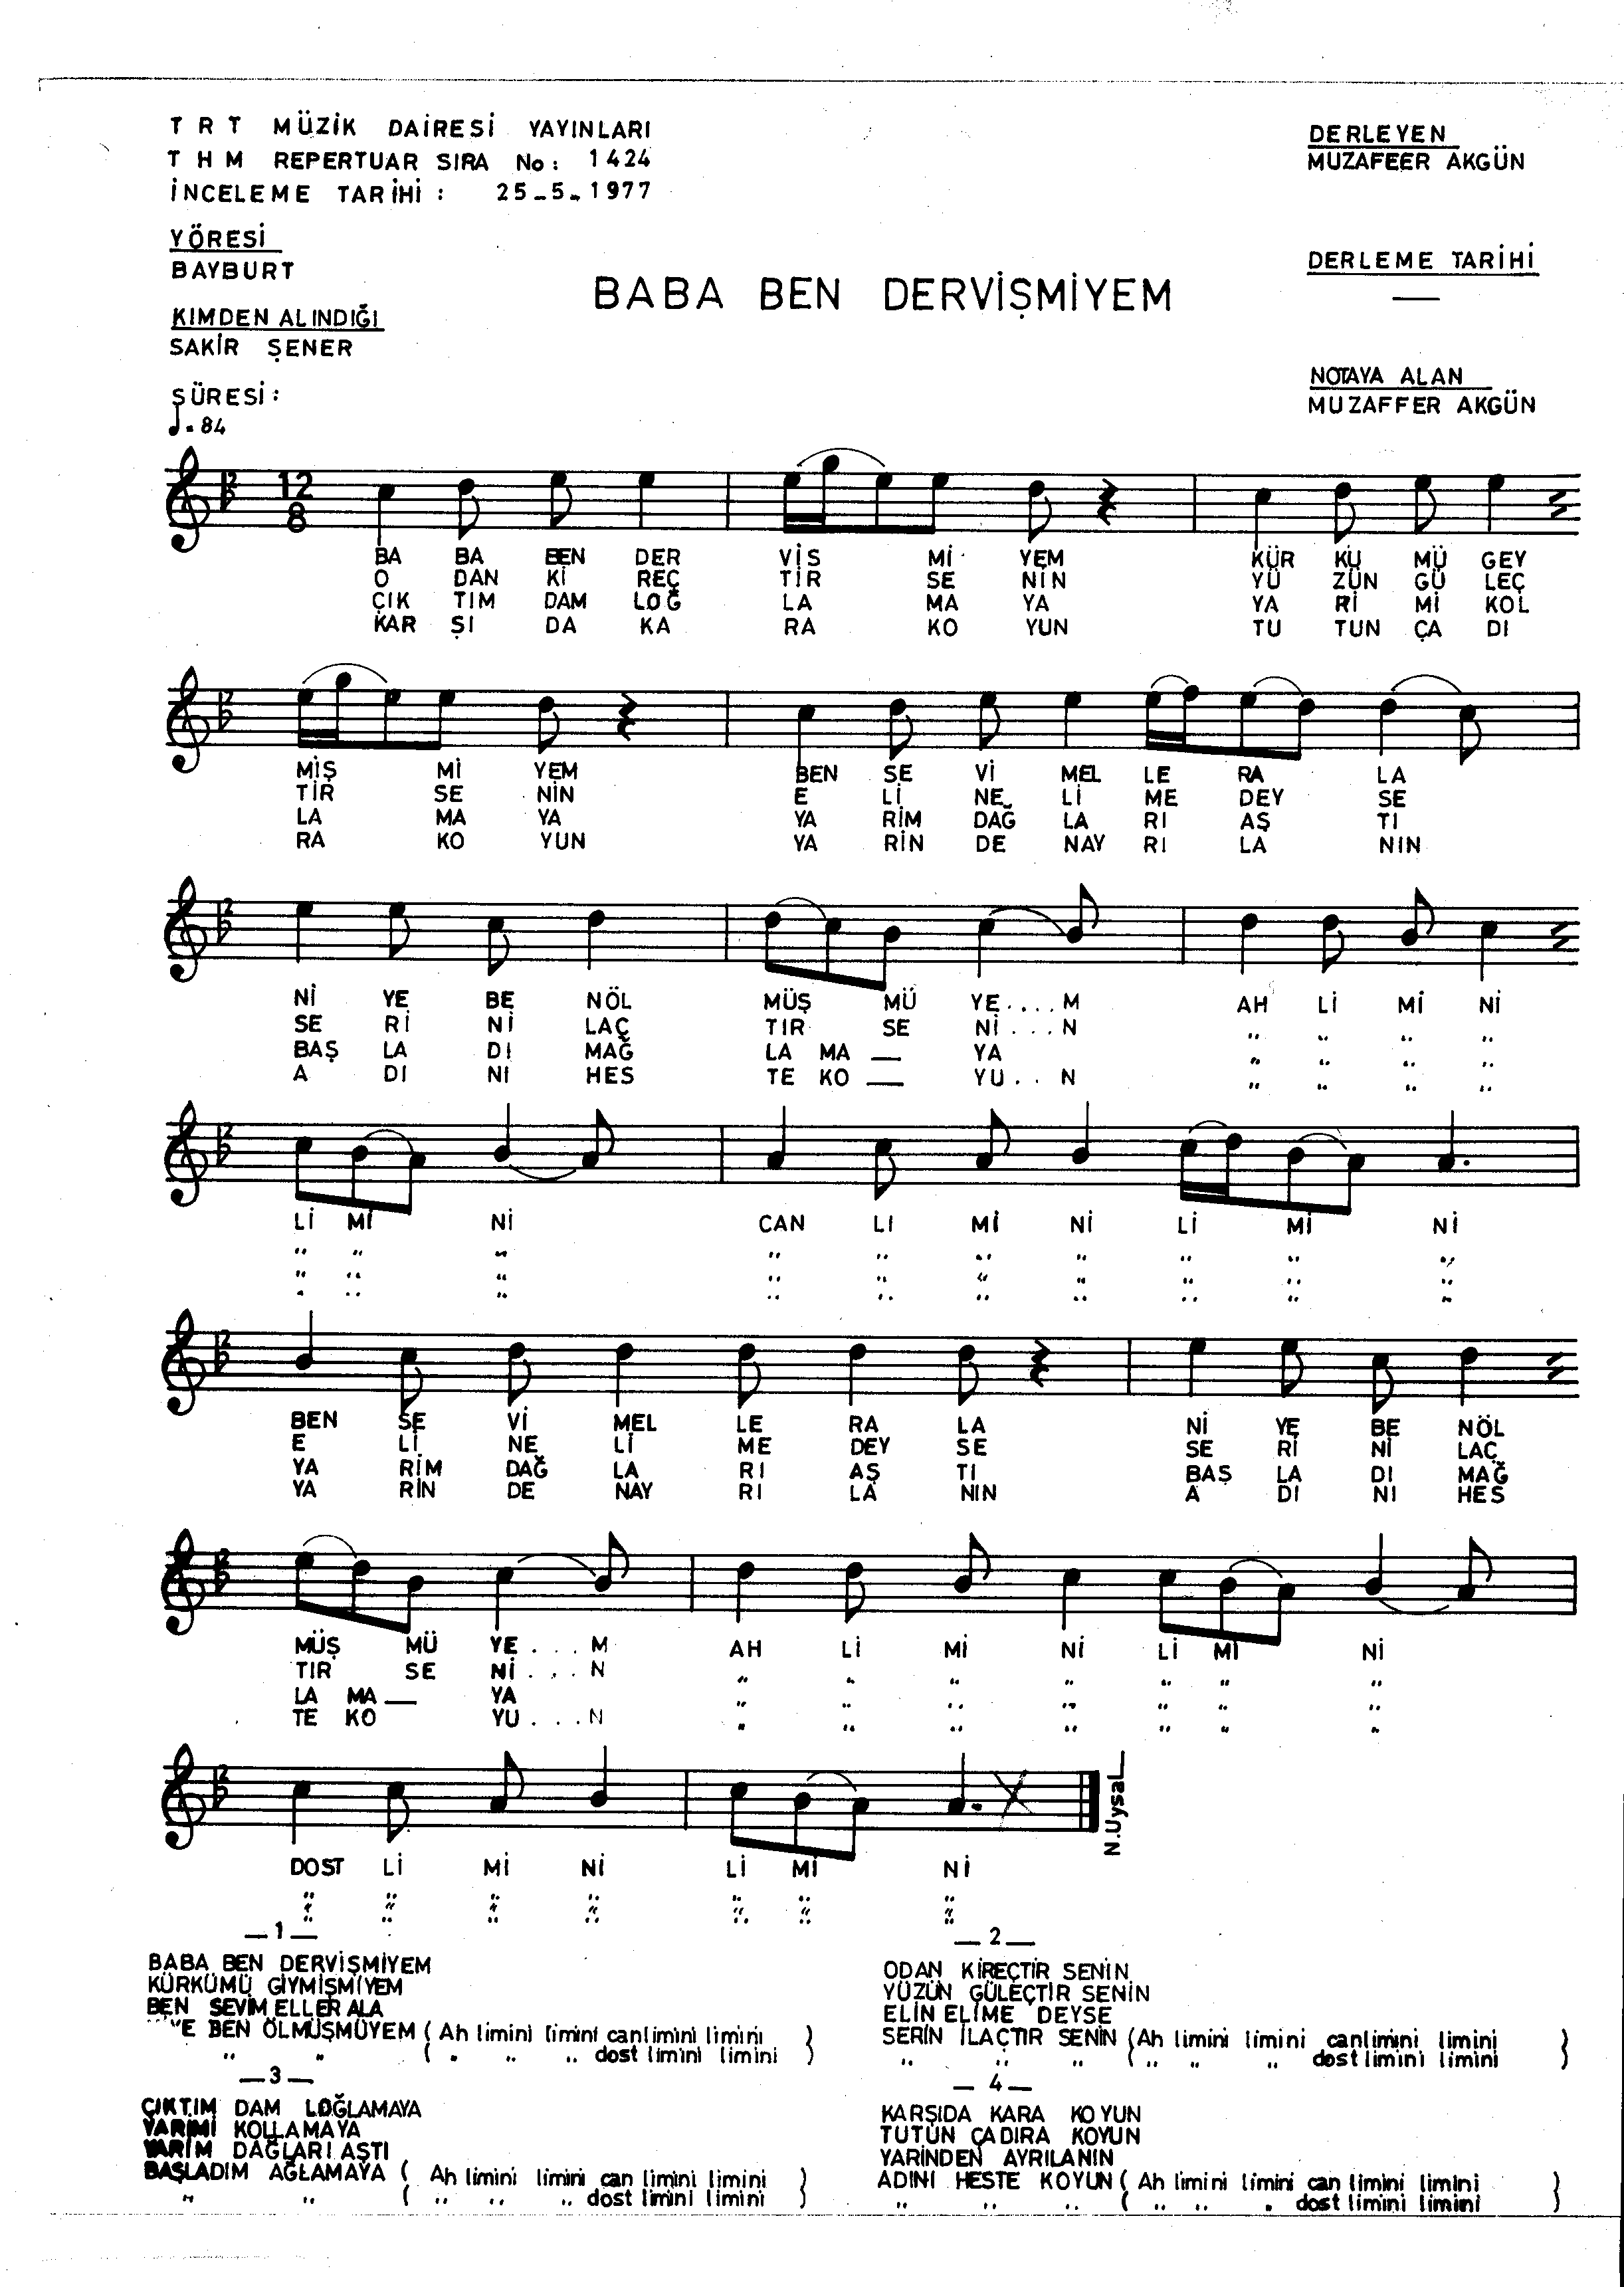 TRT MÜZİK DAİRESİ YAYINLARI
THM REPERTUAR SIRA No: 1424
İNCELEME TARİHİ: 25-5-1977
DERLEYEN
MUZAFEER AKGÜN
YÖRESİ
BAYBURT
BABA BEN DERVİŞMİYEM
DERLEME TARİHİ
—
KIMDEN ALINDIĞI
SAKİR ŞENER
NOTAYA ALAN
MUZAFFER AKGÜN
SÜRESİ:
♩. 84
12
8
BA BA BEN DER VİS Mİ YEM KÜR KÜ MÜ GEY
O DAN Kİ REÇ TİR SE NİN YÜ ZÜN GÜ LEÇ
ÇIK TIM DAM LOĞ LA MA YA YA Rİ Mİ KOL
KAR ŞI DA KA RA KO YUN TU TUN ÇA DI
MİŞ Mİ YEM BEN SE Vİ MEL LE RA LA
TİR SE NİN E Lİ NE Lİ ME DEY SE
LA MA YA YA RİM DAĞ LA RI AŞ TI
RA KO YUN YA RİN DE NAY RI LA NIN
Nİ YE BE NÖL MÜŞ MÜ YE....M AH Lİ Mİ Nİ
SE Rİ Nİ LAÇ TIR SE Nİ...N " " " "
BAŞ LA DI MAĞ LA MA — YA " " " "
A DI NI HES TE KO — YU..N " " " "
Lİ Mİ Nİ CAN LI Mİ Nİ Lİ Mİ Nİ
" " " " " " " " " "
" " " " " " " " " "
" " " " " " " " " "
BEN SE Vİ MEL LE RA LA Nİ YE BE NÖL
E Lİ NE Lİ ME DEY SE SE Rİ Nİ LAÇ
YA RİM DAĞ LA RI AŞ TI BAŞ LA DI MAĞ
YA RİN DE NAY RI LA NIN A DI NI HES
MÜŞ MÜ YE...M AH Lİ Mİ Nİ Lİ Mİ Nİ
TIR SE Nİ...N " " " " " " "
LA MA — YA " " " " " " "
TE KO YU...N " " " " " " "
N.Uysal
DOST Lİ Mİ Nİ Lİ Mİ Nİ
" " " " " " "
" " " " " " "
" " " " " " "
—1—
BABA BEN DERVİŞMİYEM
KÜRKÜMÜ GİYMİŞMİYEM
BEN SEVİM ELLER ALA
BEN ÖLMÜŞMÜYEM (Ah limini limini canlimini limini )
" " ( " " " dost limini limini )
—2—
ODAN KİREÇTİR SENİN
YÜZÜN GÜLEÇTİR SENİN
ELİN ELİME DEYSE
SERİN İLAÇTIR SENİN (Ah limini limini canlimini limini )
" " " ( " " " dost limini limini )
—3—
ÇIKTIM DAM LOĞLAMAYA
YARIMI KOLLAMAYA
YARİM DAĞLARI AŞTI
BAŞLADIM AĞLAMAYA ( Ah limini limini can limini limini )
" " ( " " " dost limini limini )
—4—
KARŞIDA KARA KOYUN
TUTUN ÇADIRA KOYUN
YARİNDEN AYRILANIN
ADINI HESTE KOYUN ( Ah limini limini can limini limini )
" " " ( " " " dost limini limini )